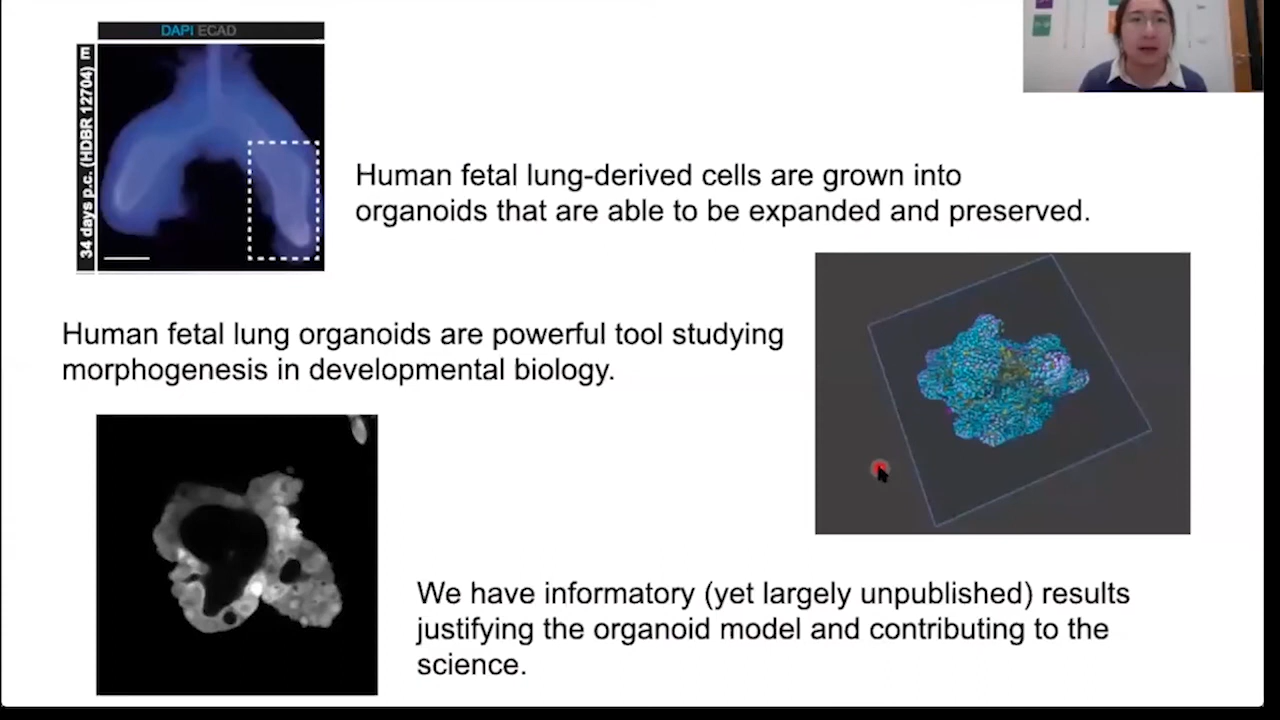 DAPI ECAD
34 days p.c. (HDBR 12704) E
Human fetal lung-derived cells are grown into
organoids that are able to be expanded and preserved.
Human fetal lung organoids are powerful tool studying
morphogenesis in developmental biology.
We have informatory (yet largely unpublished) results
justifying the organoid model and contributing to the
science.